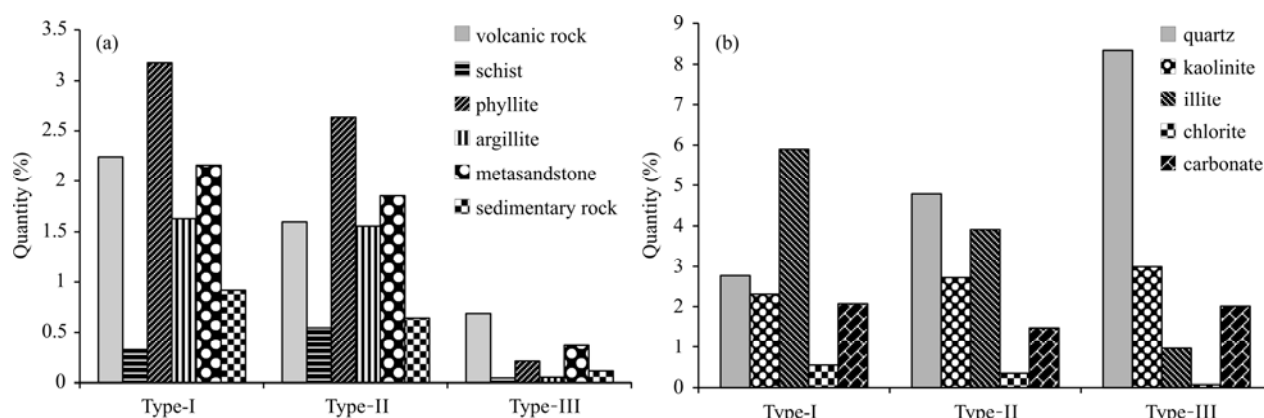 (a)
Quantity (%)
3.5
3
2.5
2
1.5
1
0.5
0
volcanic rock
schist
phyllite
argillite
metasandstone
sedimentary rock
Type-I
Type-II
Type-III
(b)
Quantity (%)
9
8
7
6
5
4
3
2
1
0
quartz
kaolinite
illite
chlorite
carbonate
Type-I
Type-II
Type-III